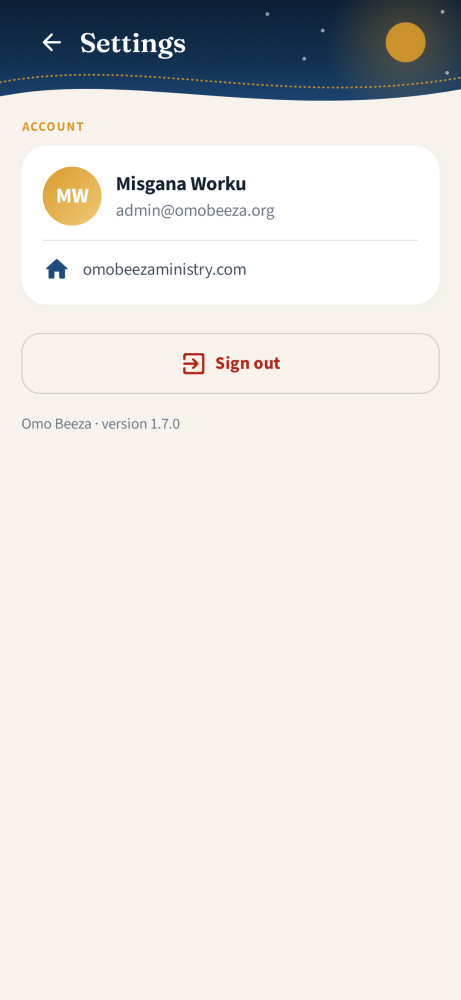 Settings
ACCOUNT
MW
Misgana Worku
admin@omobeeza.org
omobeezaministry.com
Sign out
Omo Beeza · version 1.7.0